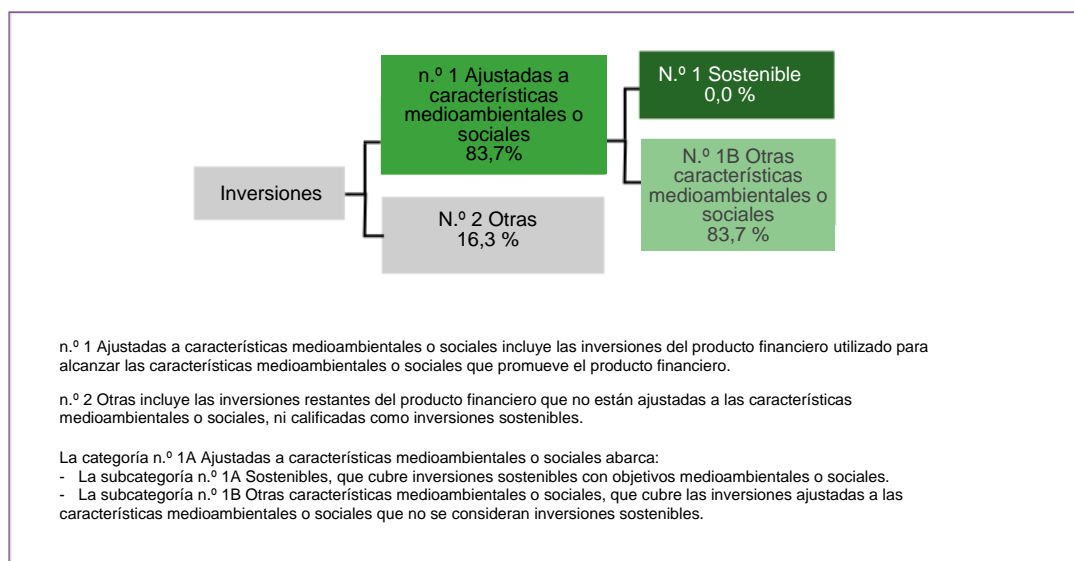 n.º 1 Ajustadas a
características
medioambientales o
sociales
83,7%
N.º 1 Sostenible
0,0 %
N.º 1B Otras
características
medioambientales o
sociales
83,7 %
Inversiones
N.º 2 Otras
16,3 %
n.º 1 Ajustadas a características medioambientales o sociales incluye las inversiones del producto financiero utilizado para
alcanzar las características medioambientales o sociales que promueve el producto financiero.
n.º 2 Otras incluye las inversiones restantes del producto financiero que no están ajustadas a las características
medioambientales o sociales, ni calificadas como inversiones sostenibles.
La categoría n.º 1A Ajustadas a características medioambientales o sociales abarca:
- La subcategoría n.º 1A Sostenibles, que cubre inversiones sostenibles con objetivos medioambientales o sociales.
- La subcategoría n.º 1B Otras características medioambientales o sociales, que cubre las inversiones ajustadas a las
características medioambientales o sociales que no se consideran inversiones sostenibles.